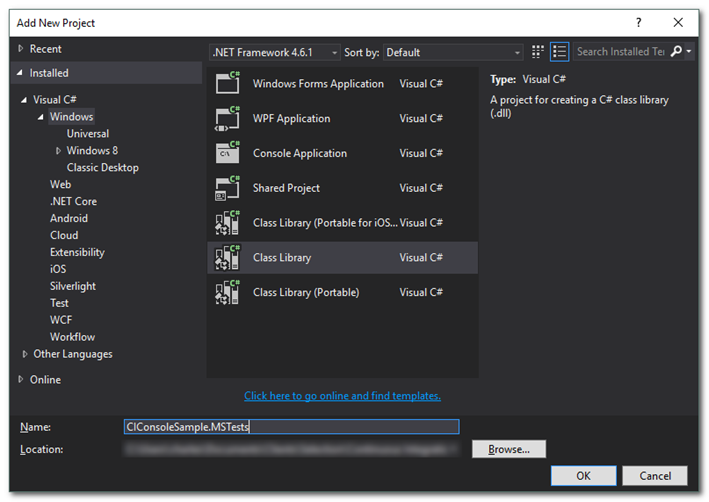 Add New Project
?
Recent
.NET Framework 4.6.1 Sort by: Default Search Installed Te
Installed
Visual C#
Windows
Universal
Windows 8
Classic Desktop
Web
.NET Core
Android
Cloud
Extensibility
iOS
Silverlight
Test
WCF
Workflow
Other Languages
Online
C# Windows Forms Application Visual C#
C# WPF Application Visual C#
C# C:\ Console Application Visual C#
C# Shared Project Visual C#
C# Class Library (Portable for iOS... Visual C#
C# Class Library Visual C#
C# Class Library (Portable) Visual C#
Click here to go online and find templates.
Type: Visual C#
A project for creating a C# class library
(.dll)
Name: CIConsoleSample.MSTests
Location: Browse...
OK Cancel